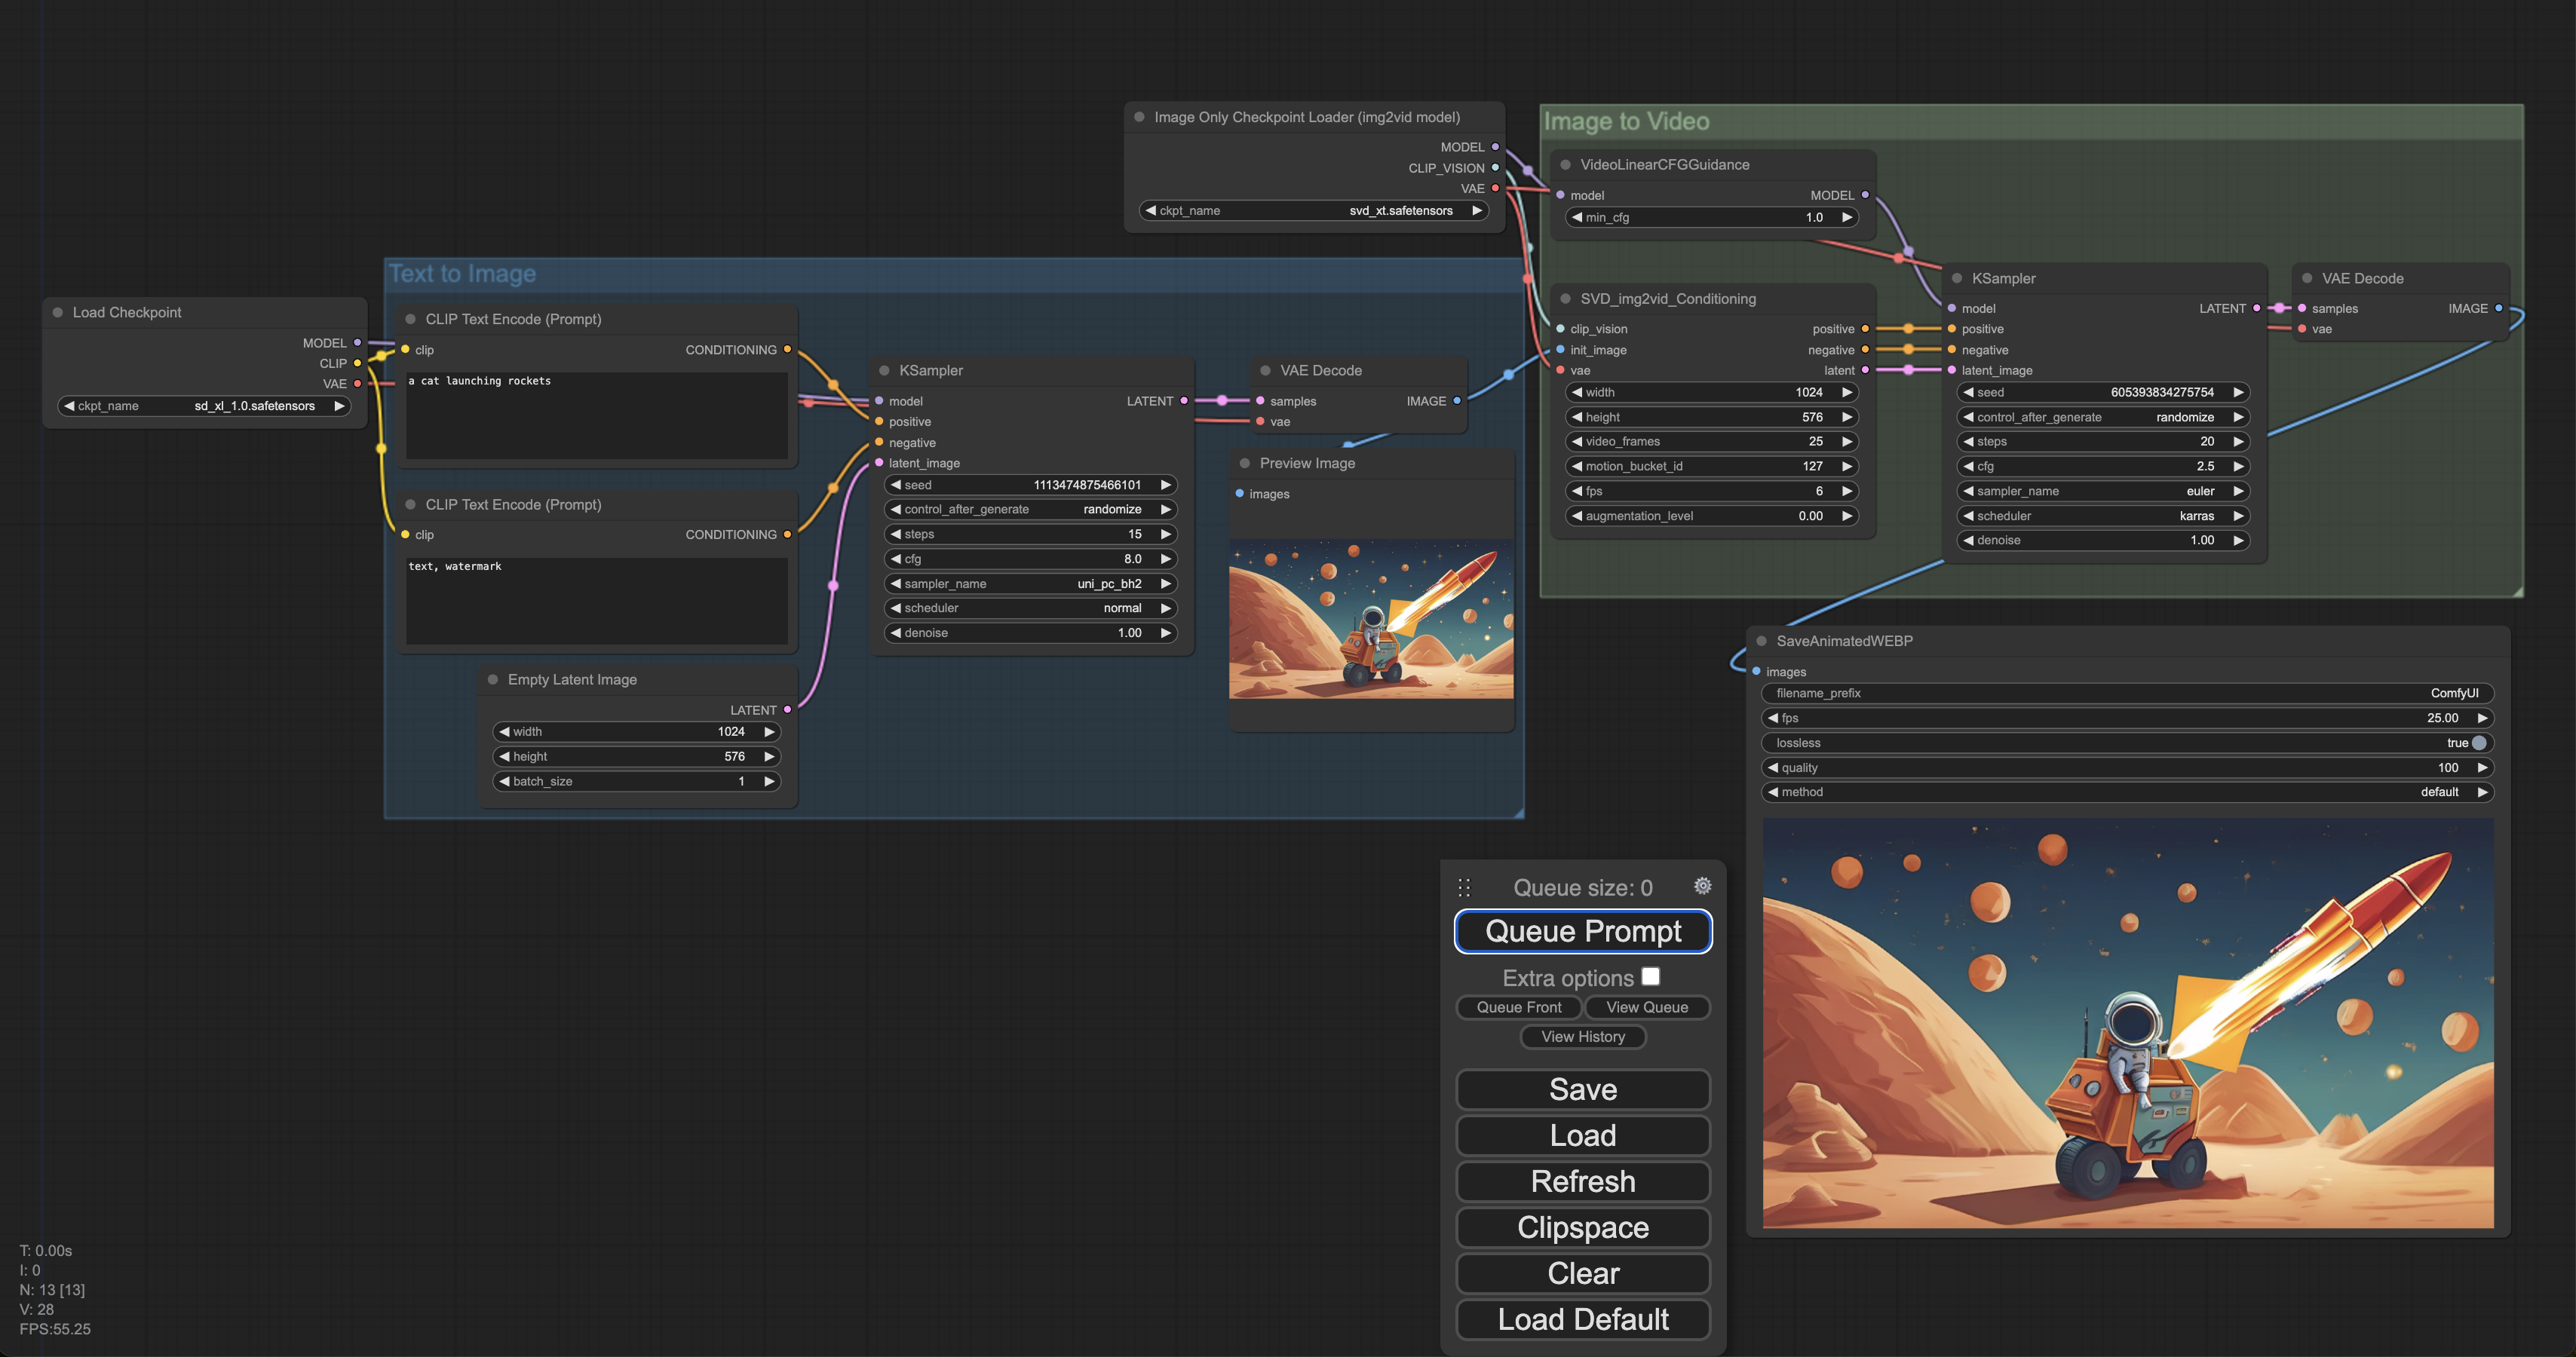 Image Only Checkpoint Loader (img2vid model)
MODEL
CLIP_VISION
VAE
ckpt_name svd_xt.safetensors
Image to Video
VideoLinearCFGGuidance
model MODEL
min_cfg 1.0
SVD_img2vid_Conditioning
clip_vision positive
init_image negative
vae latent
width 1024
height 576
video_frames 25
motion_bucket_id 127
fps 6
augmentation_level 0.00
KSampler
model LATENT
positive
negative
latent_image
seed 605393834275754
control_after_generate randomize
steps 20
cfg 2.5
sampler_name euler
scheduler karras
denoise 1.00
VAE Decode
samples IMAGE
vae
Load Checkpoint
MODEL
CLIP
VAE
ckpt_name sd_xl_1.0.safetensors
Text to Image
CLIP Text Encode (Prompt)
clip CONDITIONING
a cat launching rockets
CLIP Text Encode (Prompt)
clip CONDITIONING
text, watermark
Empty Latent Image
LATENT
width 1024
height 576
batch_size 1
KSampler
model LATENT
positive
negative
latent_image
seed 1113474875466101
control_after_generate randomize
steps 15
cfg 8.0
sampler_name uni_pc_bh2
scheduler normal
denoise 1.00
VAE Decode
samples IMAGE
vae
Preview Image
images
SaveAnimatedWEBP
images
filename_prefix ComfyUI
fps 25.00
lossless true
quality 100
method default
Queue size: 0
Queue Prompt
Extra options
Queue Front View Queue
View History
Save
Load
Refresh
Clipspace
Clear
Load Default
T: 0.00s
I: 0
N: 13 [13]
V: 28
FPS:55.25